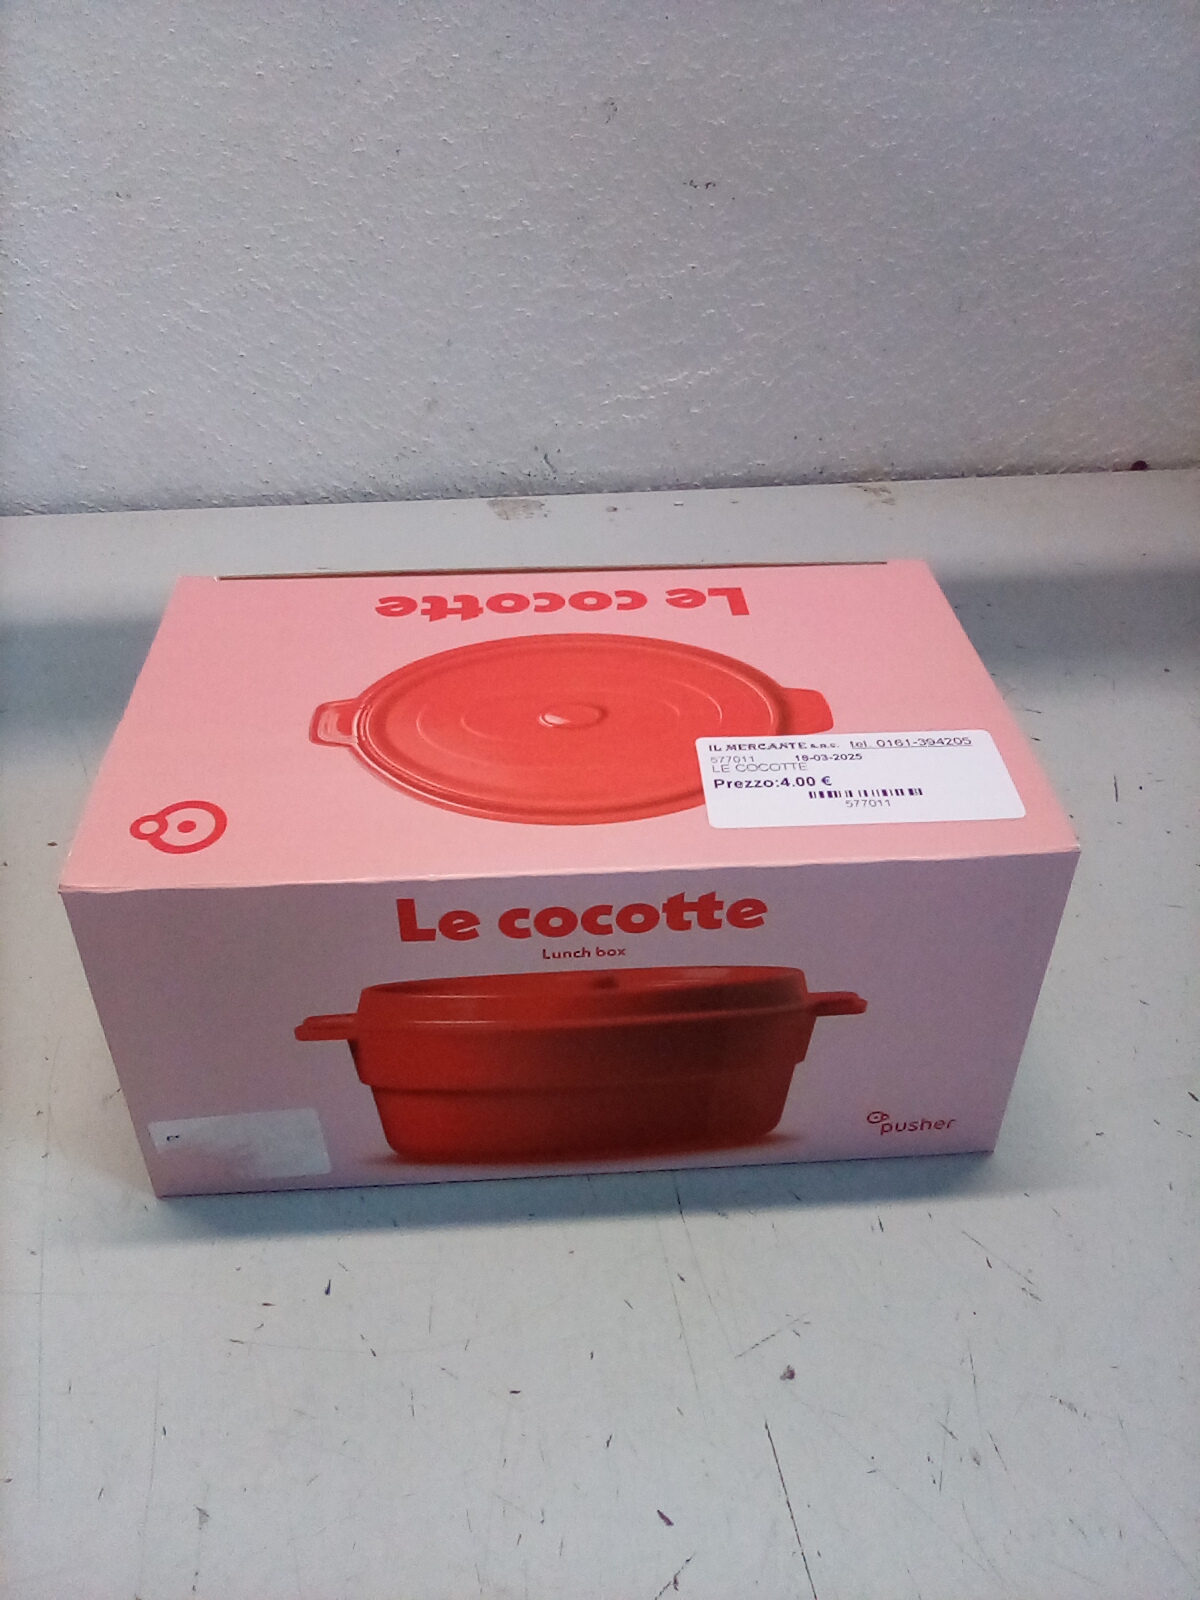 Le cocotte
IL MERCANTE s.n.c. tel. 0161-394205
577011 18-03-2025
LE COCOTTE
Prezzo:4.00 €
577011
Le cocotte
Lunch box
pusher